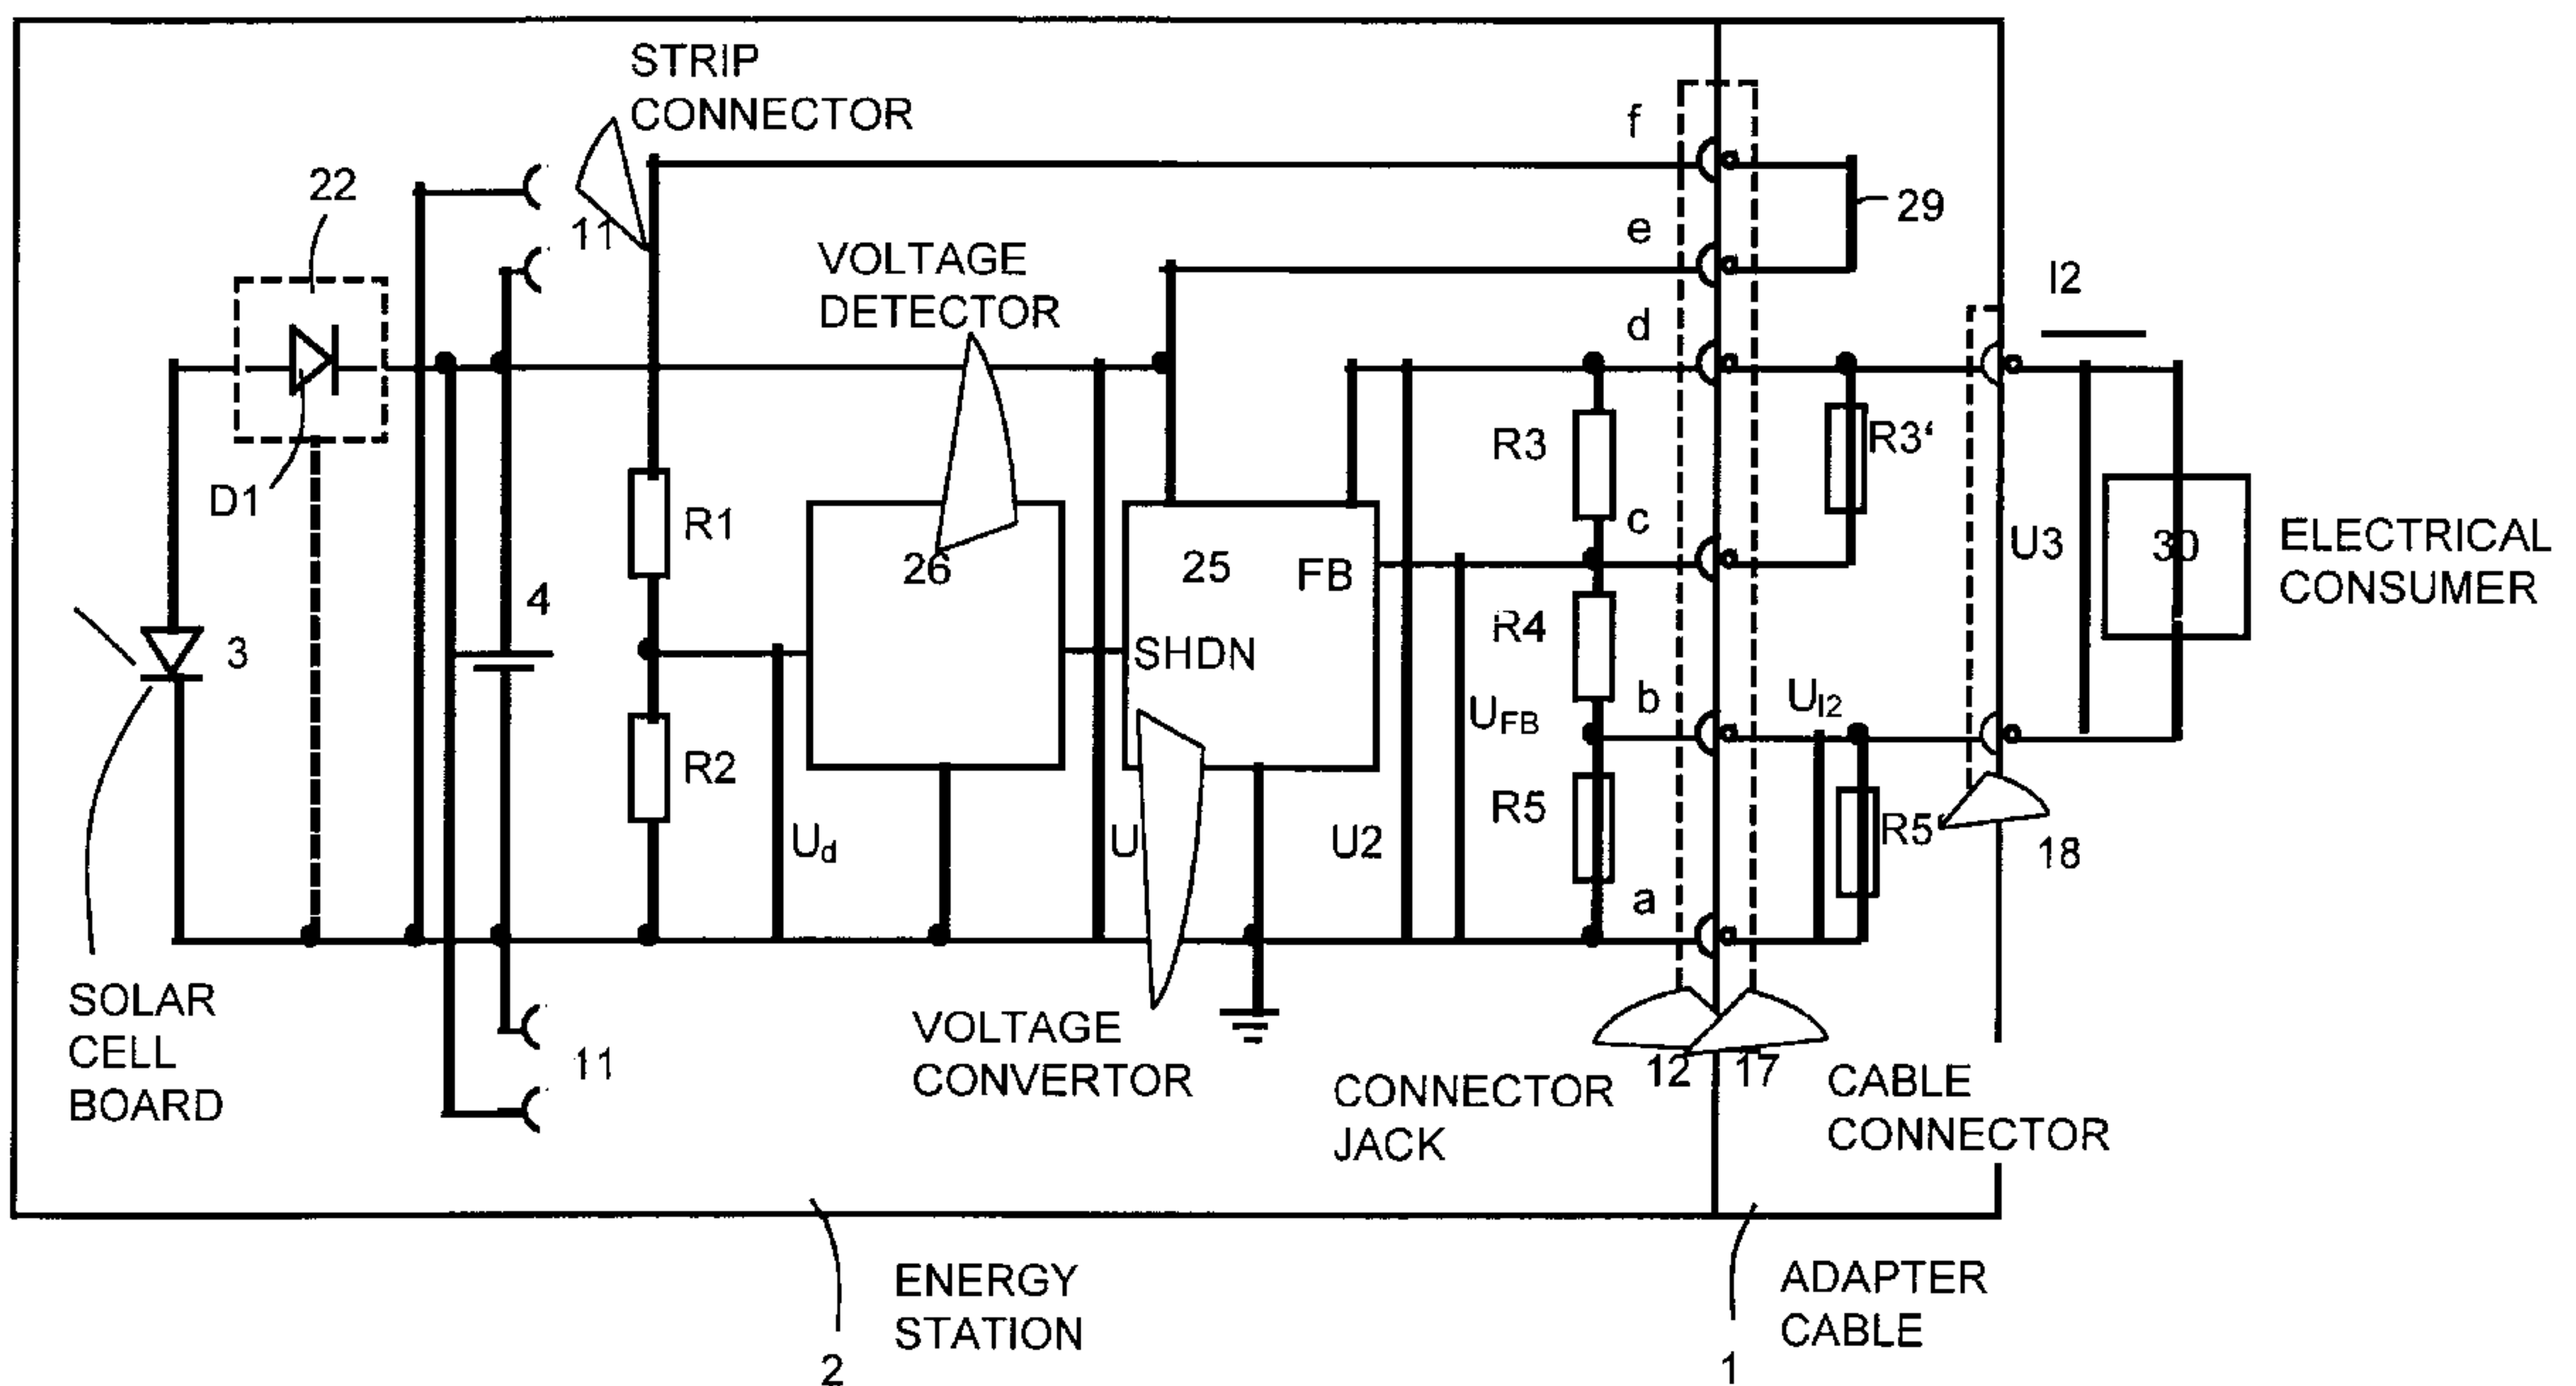 STRIP
CONNECTOR
f
22
29
11
e
VOLTAGE
DETECTOR
I2
d
R3
R3‘
D1
R1
c
U3
30
ELECTRICAL
CONSUMER
26
25
FB
4
R4
3
SHDN
b
UI2
UFB
R2
R5
R5'
Ud
U
U2
18
a
SOLAR
CELL
BOARD
VOLTAGE
CONVERTOR
11
12
17
CONNECTOR
JACK
CABLE
CONNECTOR
ENERGY
STATION
2
ADAPTER
CABLE
1